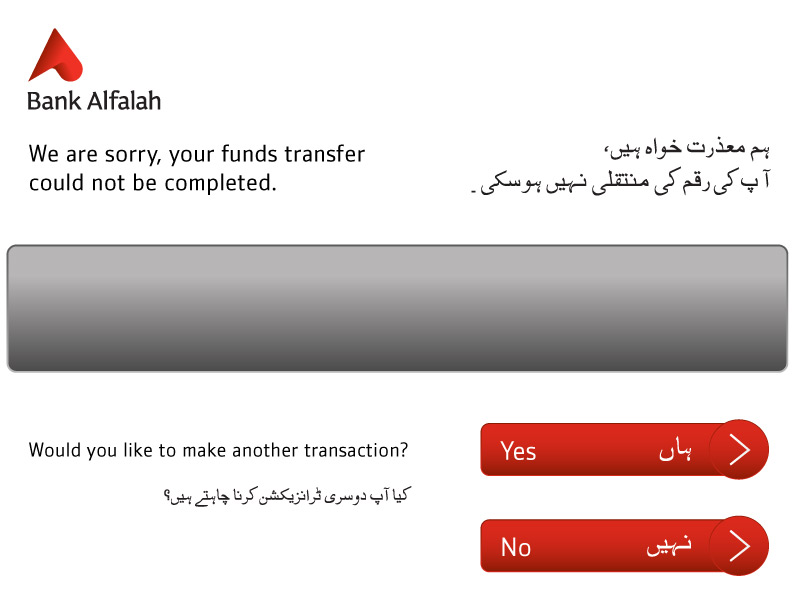 Bank Alfalah
We are sorry, your funds transfer
could not be completed.
ہم معذرت خواہ ہیں،
آپ کی رقم کی منتقلی نہیں ہوسکی۔
Would you like to make another transaction?
کیا آپ دوسری ٹرانزیکشن کرنا چاہتے ہیں؟
Yes ہاں
No نہیں